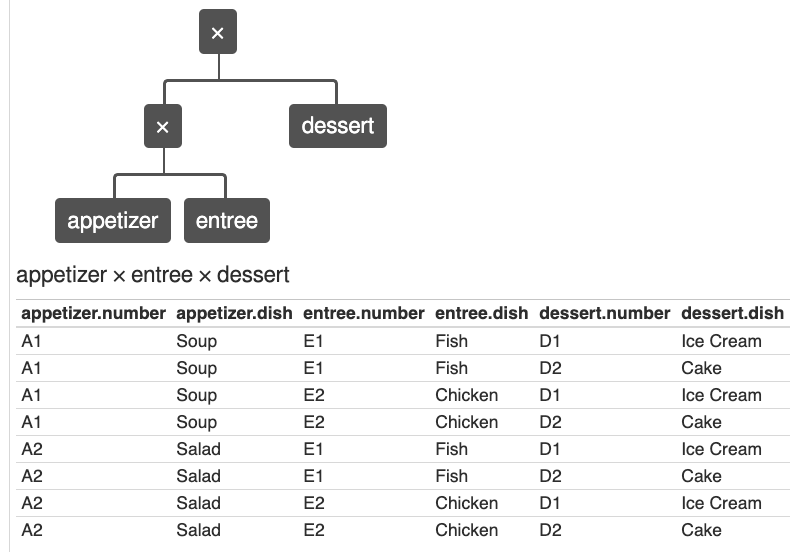 ×
× dessert
appetizer entree
appetizer × entree × dessert
appetizer.number appetizer.dish entree.number entree.dish dessert.number dessert.dish
A1 Soup E1 Fish D1 Ice Cream
A1 Soup E1 Fish D2 Cake
A1 Soup E2 Chicken D1 Ice Cream
A1 Soup E2 Chicken D2 Cake
A2 Salad E1 Fish D1 Ice Cream
A2 Salad E1 Fish D2 Cake
A2 Salad E2 Chicken D1 Ice Cream
A2 Salad E2 Chicken D2 Cake